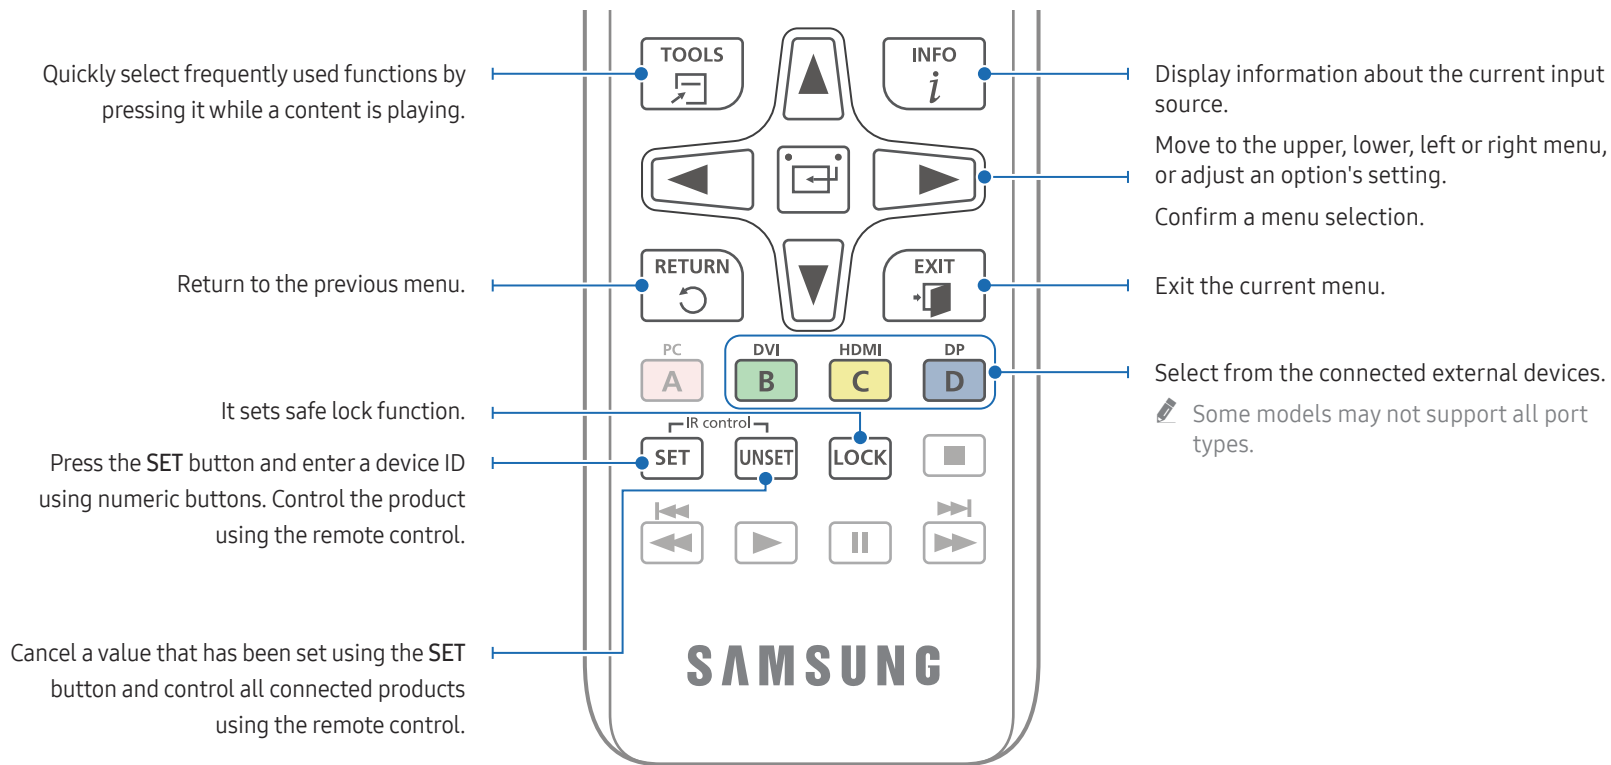 Quickly select frequently used functions by
pressing it while a content is playing.
Return to the previous menu.
It sets safe lock function.
Press the SET button and enter a device ID
using numeric buttons. Control the product
using the remote control.
Cancel a value that has been set using the SET
button and control all connected products
using the remote control.
TOOLS
INFO
i
RETURN
EXIT
PC
DVI
HDMI
DP
A
B
C
D
IR control
SET
UNSET
LOCK
SAMSUNG
Display information about the current input
source.
Move to the upper, lower, left or right menu,
or adjust an option's setting.
Confirm a menu selection.
Exit the current menu.
Select from the connected external devices.
Some models may not support all port
types.